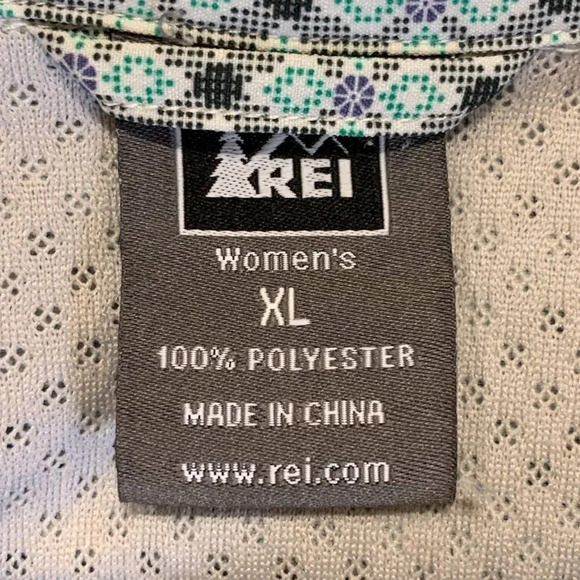 REI
Women's
XL
100% POLYESTER
MADE IN CHINA
www.rei.com